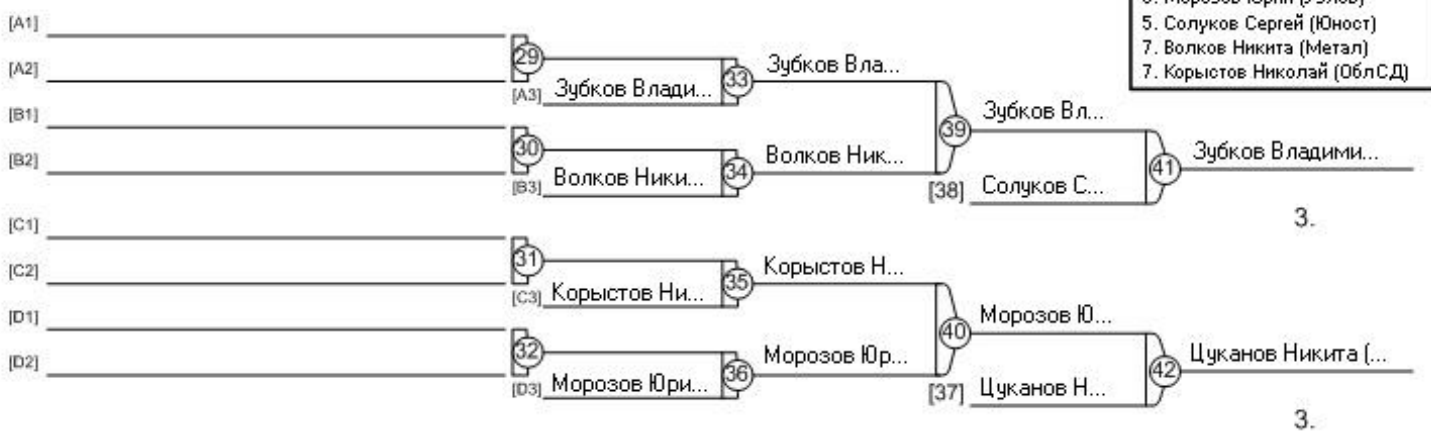 5. Солуков Сергей (Юност)
7. Волков Никита (Метал)
7. Корыстов Николай (ОблСД)
[A1]
[A2]
29
[A3] Зубков Влади...
33
Зубков Вла...
[B1]
[B2]
30
[B3] Волков Ники...
34
Волков Ник...
39
Зубков Вл...
[38] Солуков С...
41
Зубков Владими...
3.
[C1]
[C2]
31
[C3] Корыстов Ни...
35
Корыстов Н...
[D1]
[D2]
32
[D3] Морозов Юри...
36
Морозов Юр...
40
Морозов Ю...
[37] Цуканов Н...
42
Цуканов Никита (...
3.